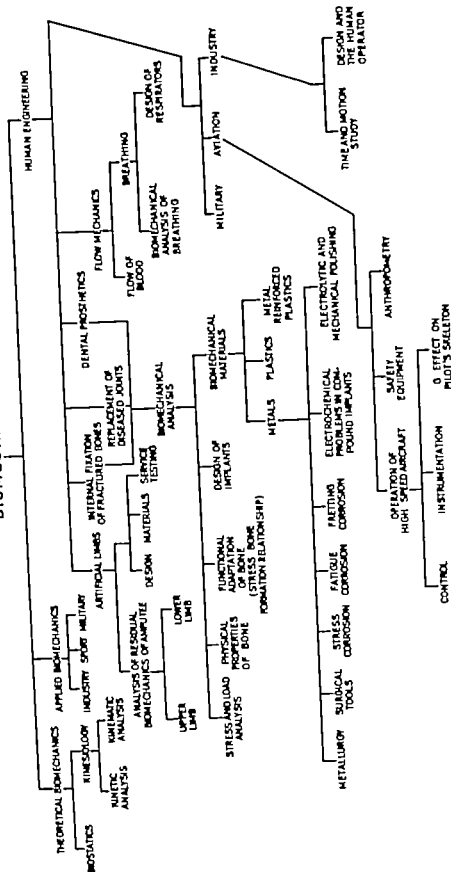 HUMAN ENGINEERING
THEORETICAL BIOMECHANICS
APPLIED BIOMECHANICS
BIOSTATICS
KINESIOLOGY
KINETIC
ANALYSIS
KINEMATIC
ANALYSIS
INDUSTRY
SPORT
MILITARY
ARTIFICIAL LIMBS
INTERNAL FIXATION
OF FRACTURED BONES
REPLACEMENT OF
DISEASED JOINTS
DENTAL PROSTHETICS
FLOW MECHANICS
ANALYSIS OF RESIDUAL
BIOMECHANICS OF AMPUTEE
DESIGN
MATERIALS
SERVICE
TESTING
UPPER
LIMB
LOWER
LIMB
FLOW OF
BLOOD
BREATHING
BIOMECHANICAL
ANALYSIS OF
BREATHING
DESIGN OF
RESPIRATORS
BIOMECHANICAL
ANALYSIS
STRESS AND LOAD
ANALYSIS
PHYSICAL
PROPERTIES
OF BONE
FUNCTIONAL
ADAPTATION
OF BONE
(STRESS BONE
FORMATION RELATIONSHIP)
DESIGN OF
IMPLANTS
BIOMECHANICAL
MATERIALS
METALS
PLASTICS
METAL
REINFORCED
PLASTICS
METALLURGY
SURGICAL
TOOLS
STRESS
CORROSION
FATIGUE
CORROSION
FRETTING
CORROSION
ELECTROCHEMICAL
PROBLEMS IN COM-
POUND IMPLANTS
ELECTROLYTIC AND
MECHANICAL POLISHING
MILITARY
AVIATION
INDUSTRY
OPERATION OF
HIGH SPEED AIRCRAFT
SAFETY
EQUIPMENT
ANTHROPOMETRY
CONTROL
INSTRUMENTATION
G EFFECT ON
PILOT'S SKELETON
TIME AND MOTION
STUDY
DESIGN AND
THE HUMAN
OPERATOR